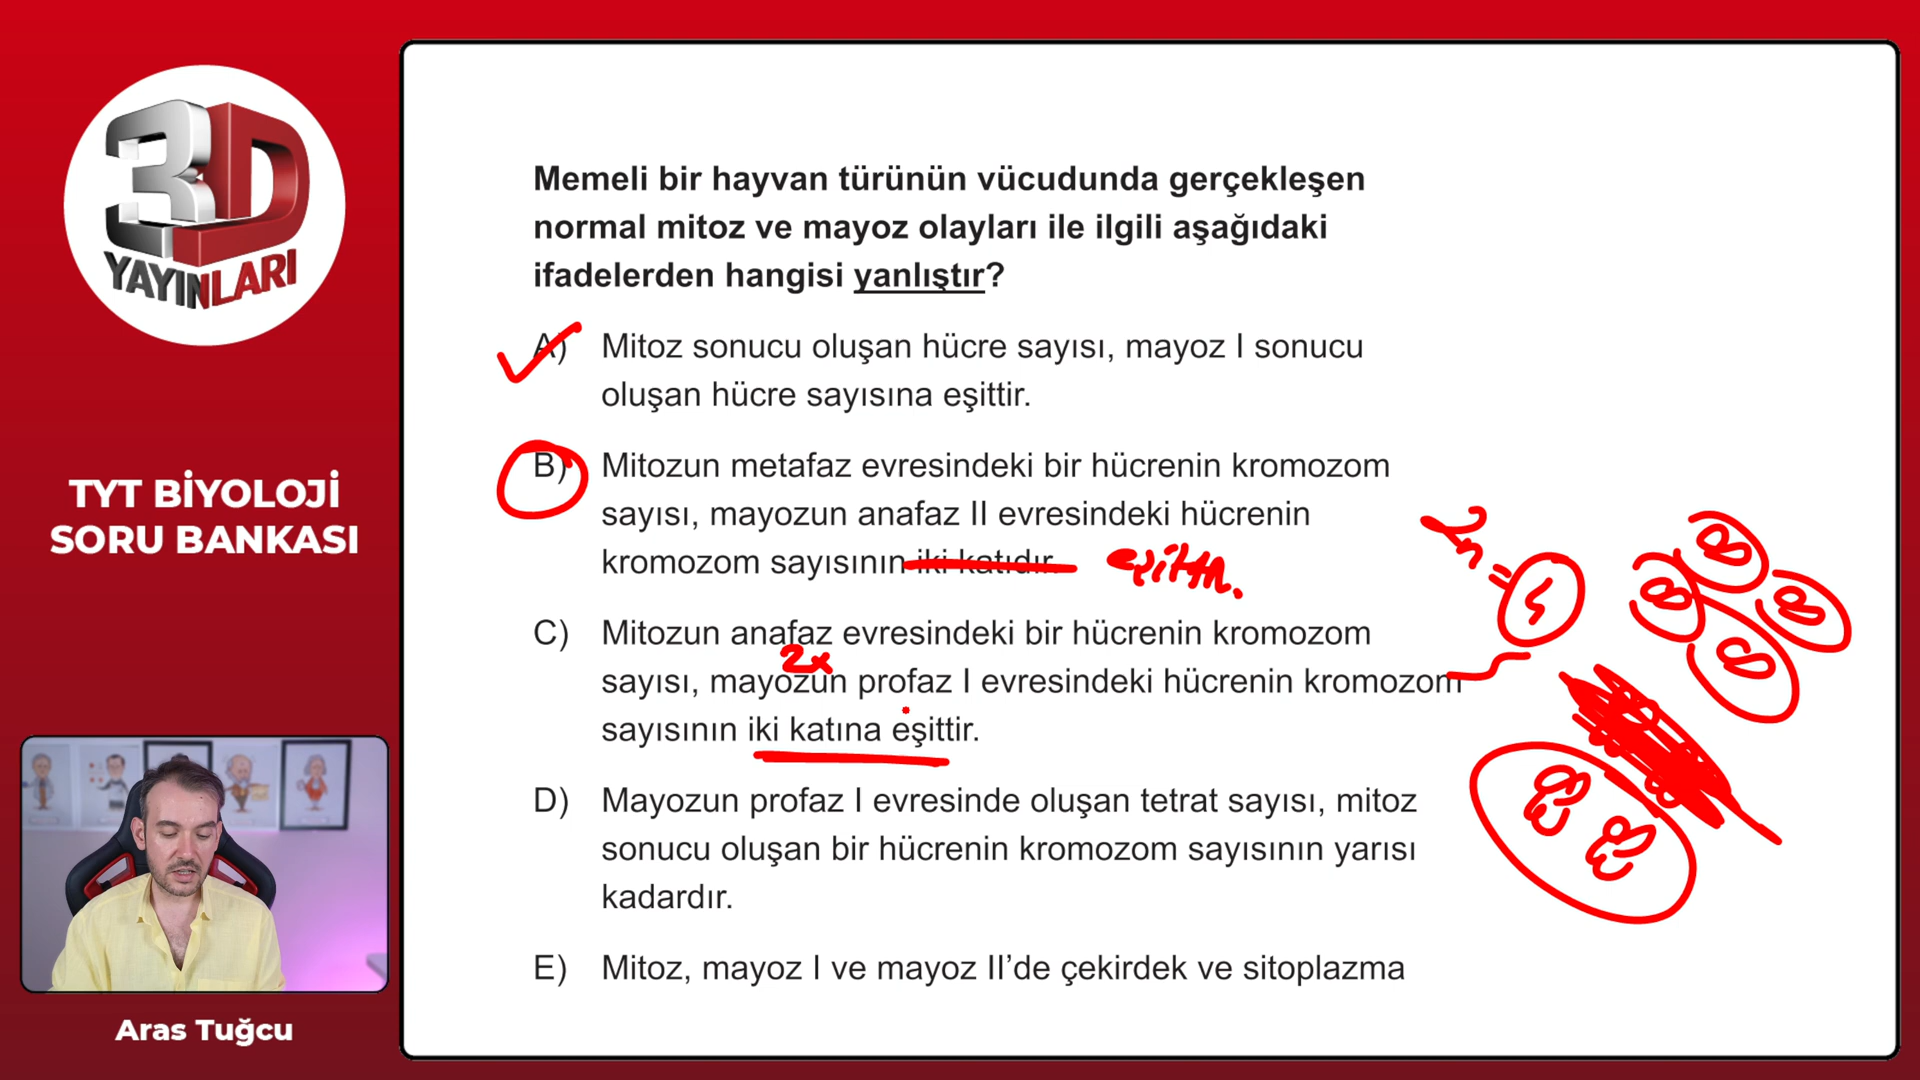 3D
YAYINLARI
TYT BİYOLOJİ
SORU BANKASI
Aras Tuğcu
Memeli bir hayvan türünün vücudunda gerçekleşen
normal mitoz ve mayoz olayları ile ilgili aşağıdaki
ifadelerden hangisi yanlıştır?
A) Mitoz sonucu oluşan hücre sayısı, mayoz I sonucu
oluşan hücre sayısına eşittir.
B) Mitozun metafaz evresindeki bir hücrenin kromozom
sayısı, mayozun anafaz II evresindeki hücrenin
kromozom sayısının iki katıdır.
2n=
C) Mitozun anafaz evresindeki bir hücrenin kromozom
2x
sayısı, mayozun profaz I evresindeki hücrenin kromozom
sayısının iki katına eşittir.
D) Mayozun profaz I evresinde oluşan tetrat sayısı, mitoz
sonucu oluşan bir hücrenin kromozom sayısının yarısı
kadardır.
E) Mitoz, mayoz I ve mayoz II’de çekirdek ve sitoplazma